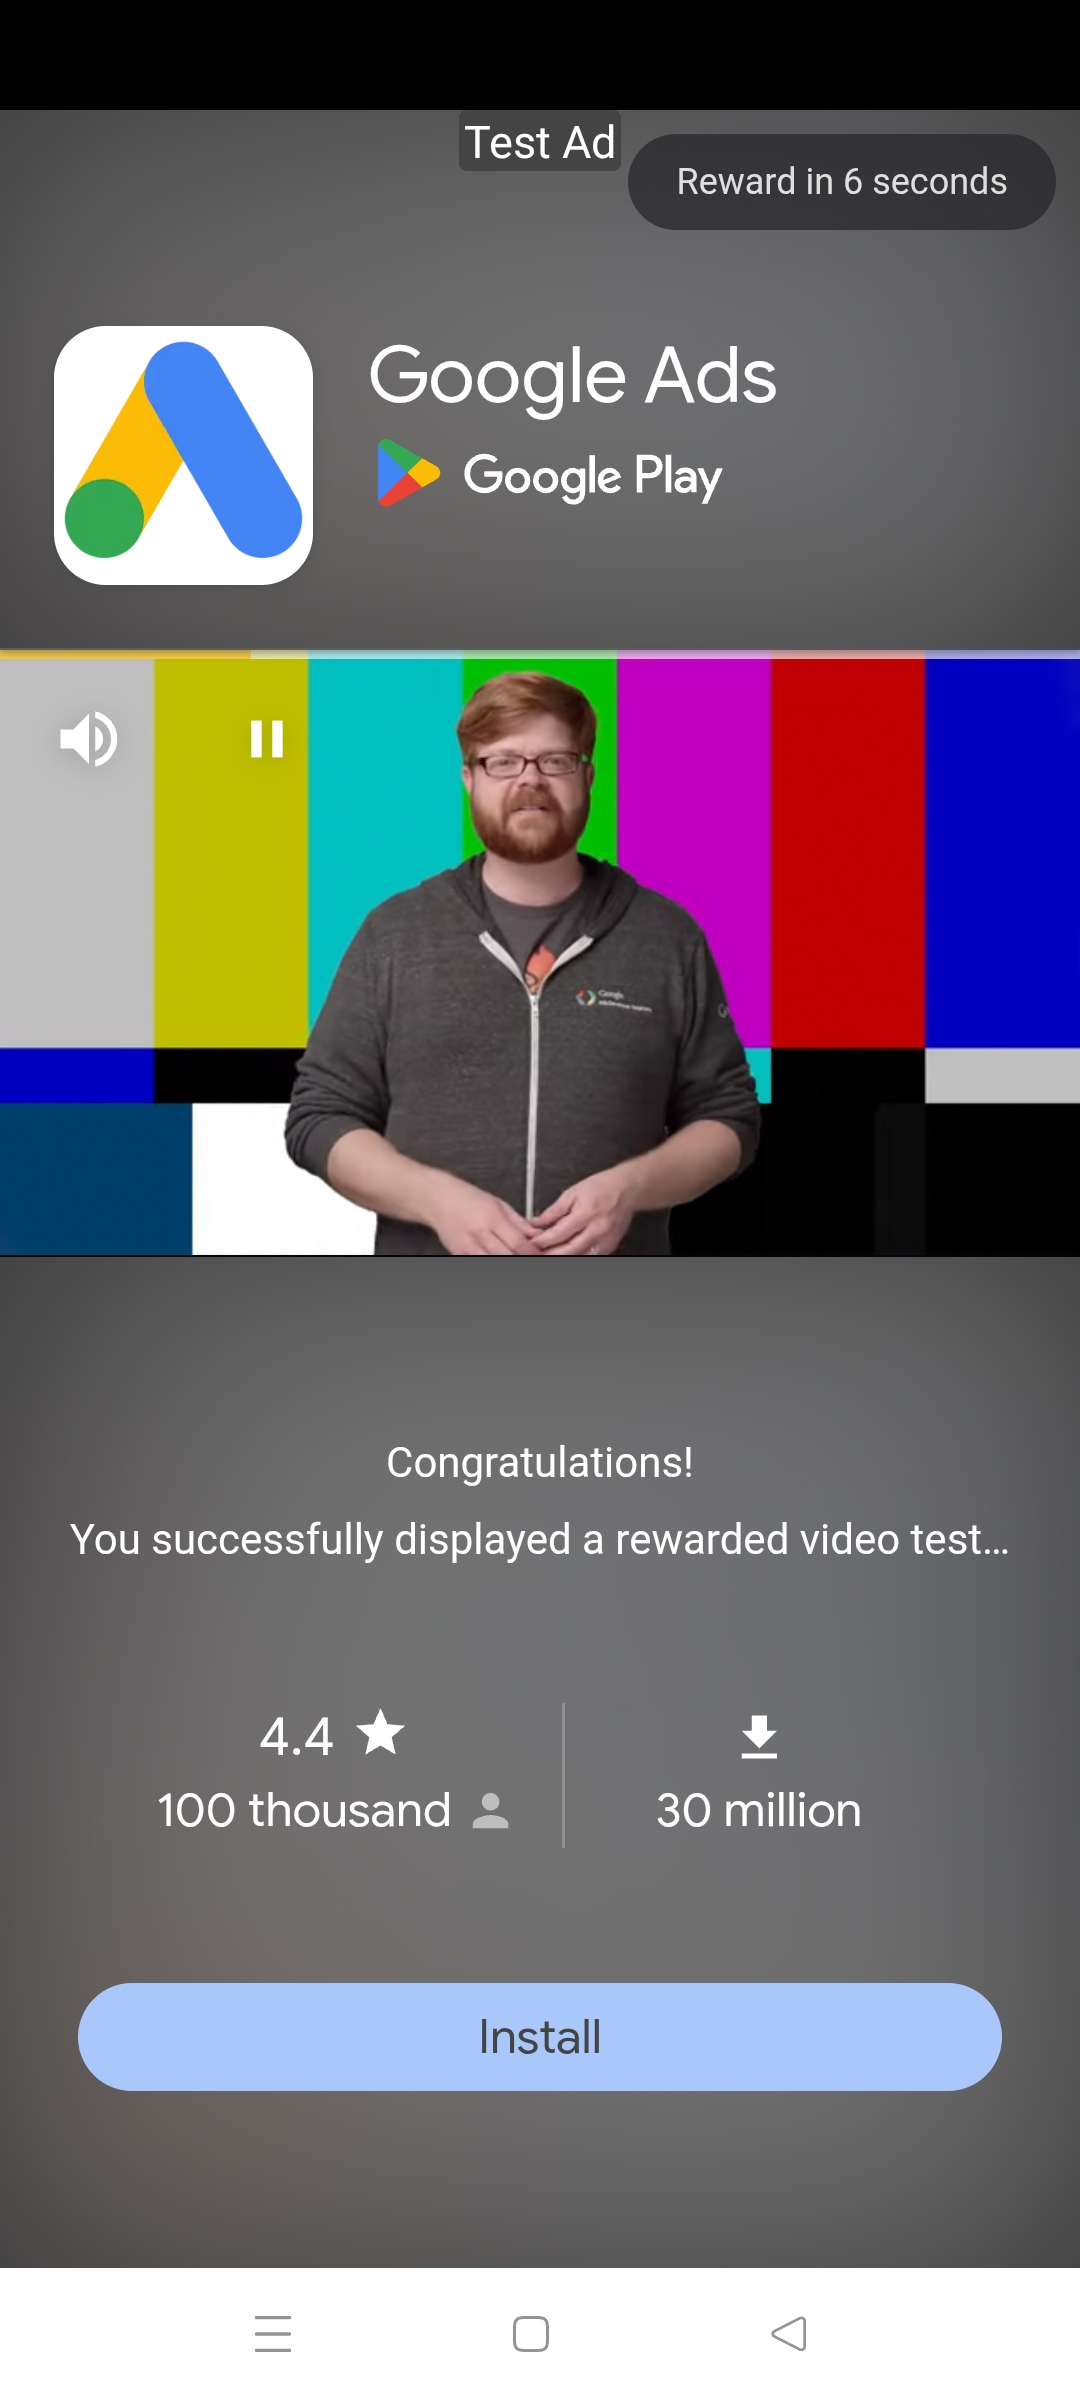 Test Ad
Reward in 6 seconds
Google Ads
Google Play
Google
Congratulations!
You successfully displayed a rewarded video test...
4.4
100 thousand
30 million
Install